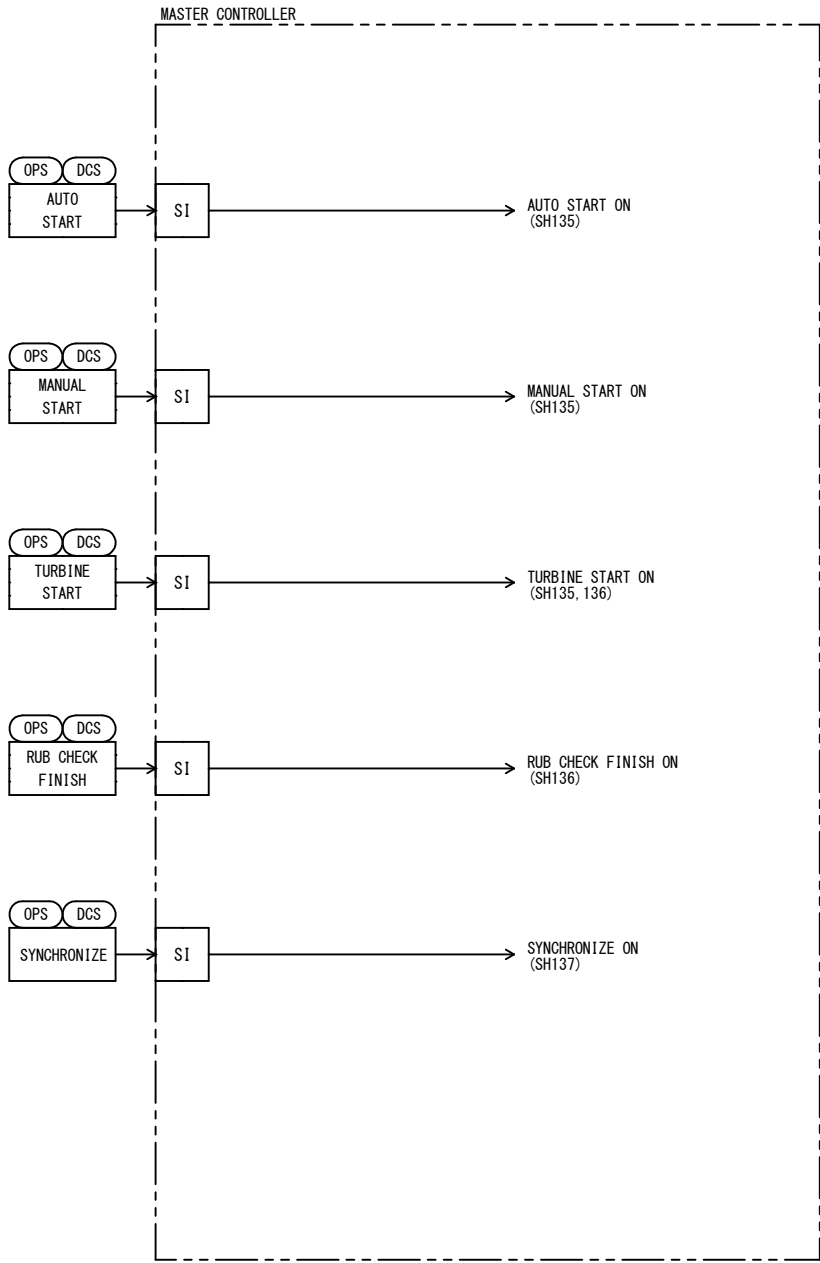 MASTER CONTROLLER
OPS DCS
AUTO
START
SI
AUTO START ON
(SH135)
OPS DCS
MANUAL
START
SI
MANUAL START ON
(SH135)
OPS DCS
TURBINE
START
SI
TURBINE START ON
(SH135, 136)
OPS DCS
RUB CHECK
FINISH
SI
RUB CHECK FINISH ON
(SH136)
OPS DCS
SYNCHRONIZE
SI
SYNCHRONIZE ON
(SH137)